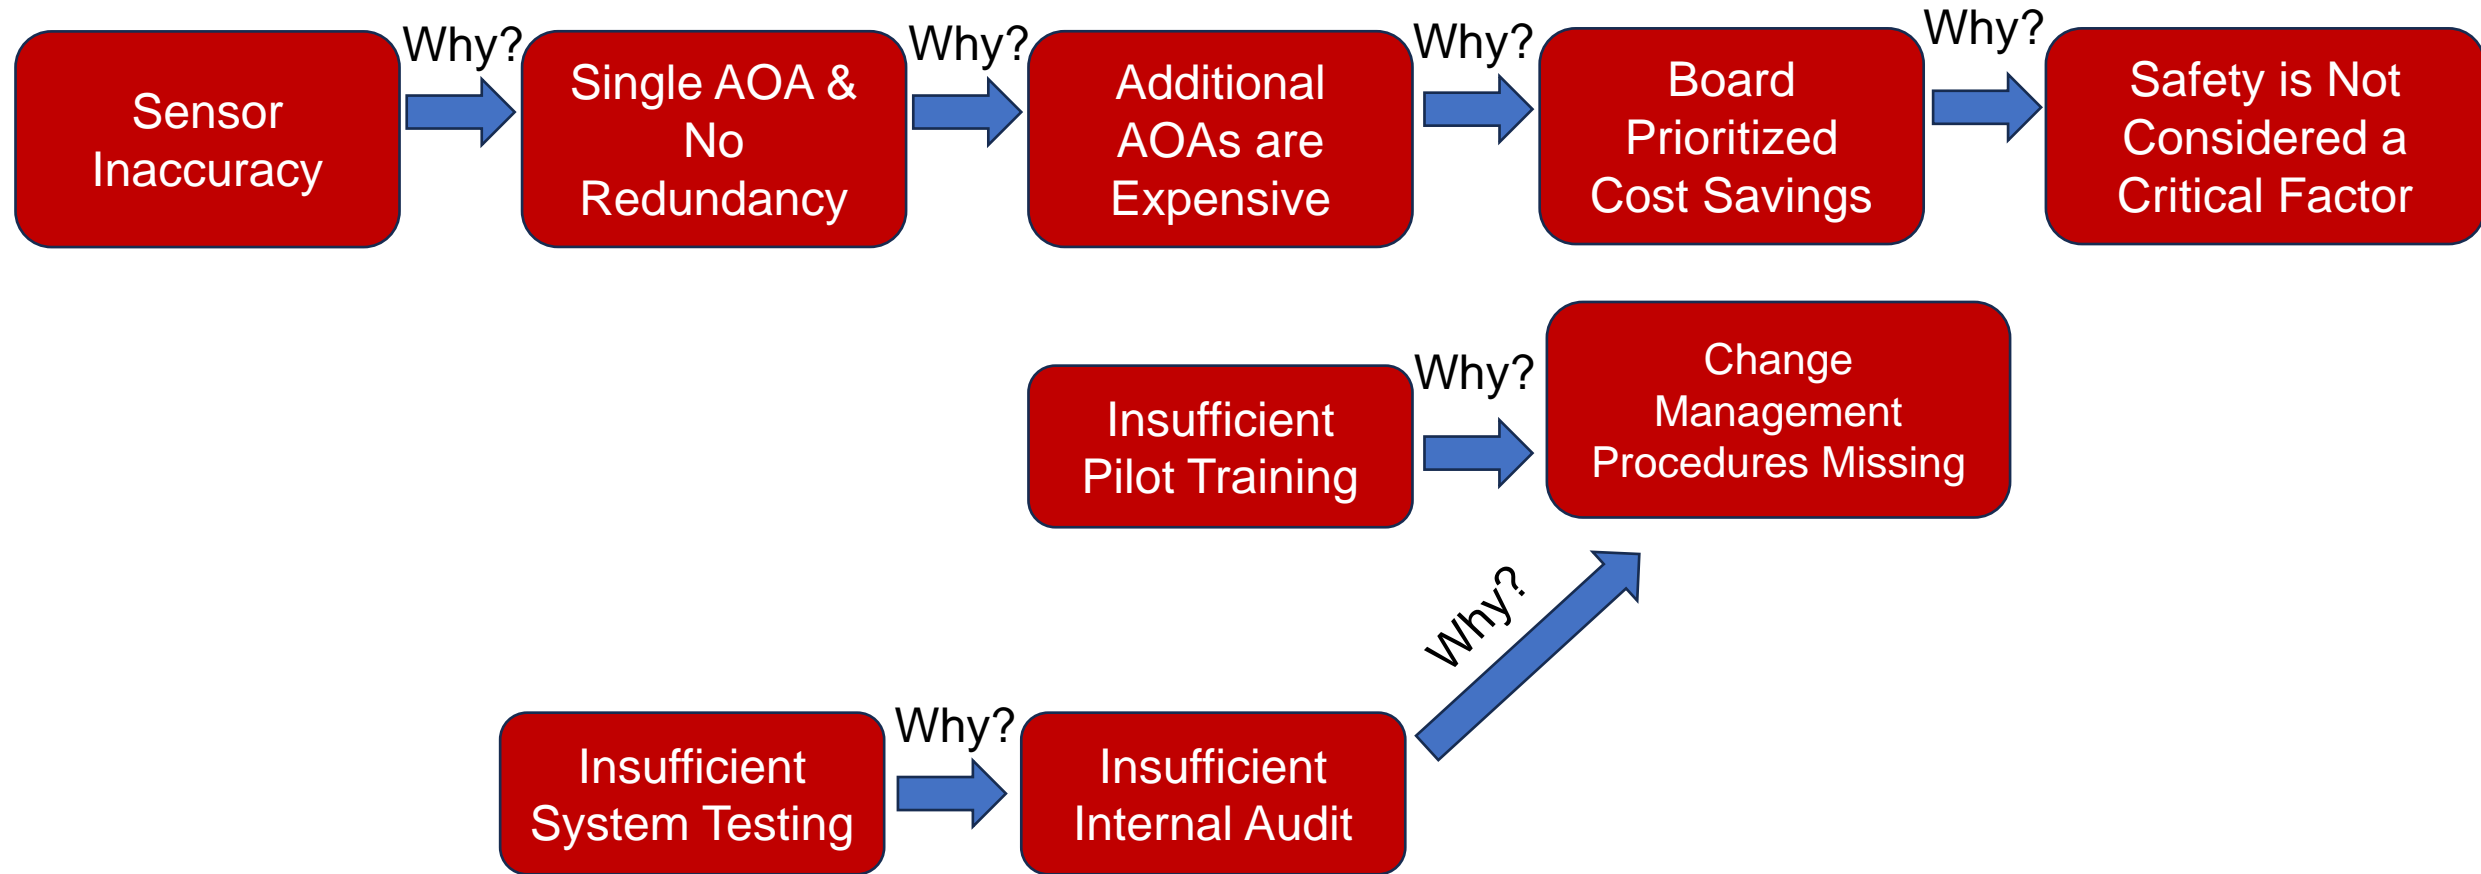 Sensor
Inaccuracy
Why?
Single AOA &
No
Redundancy
Why?
Additional
AOAs are
Expensive
Why?
Board
Prioritized
Cost Savings
Why?
Safety is Not
Considered a
Critical Factor
Insufficient
Pilot Training
Why?
Change
Management
Procedures Missing
Insufficient
System Testing
Why?
Insufficient
Internal Audit
Why?